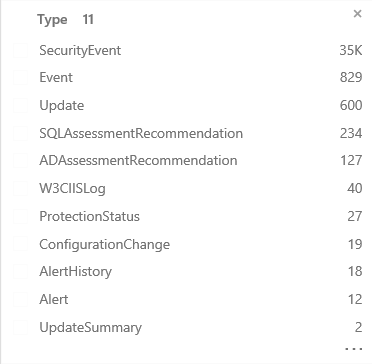 Type 11 ×
SecurityEvent 35K
Event 829
Update 600
SQLAssessmentRecommendation 234
ADAssessmentRecommendation 127
W3CIISLog 40
ProtectionStatus 27
ConfigurationChange 19
AlertHistory 18
Alert 12
UpdateSummary 2
...